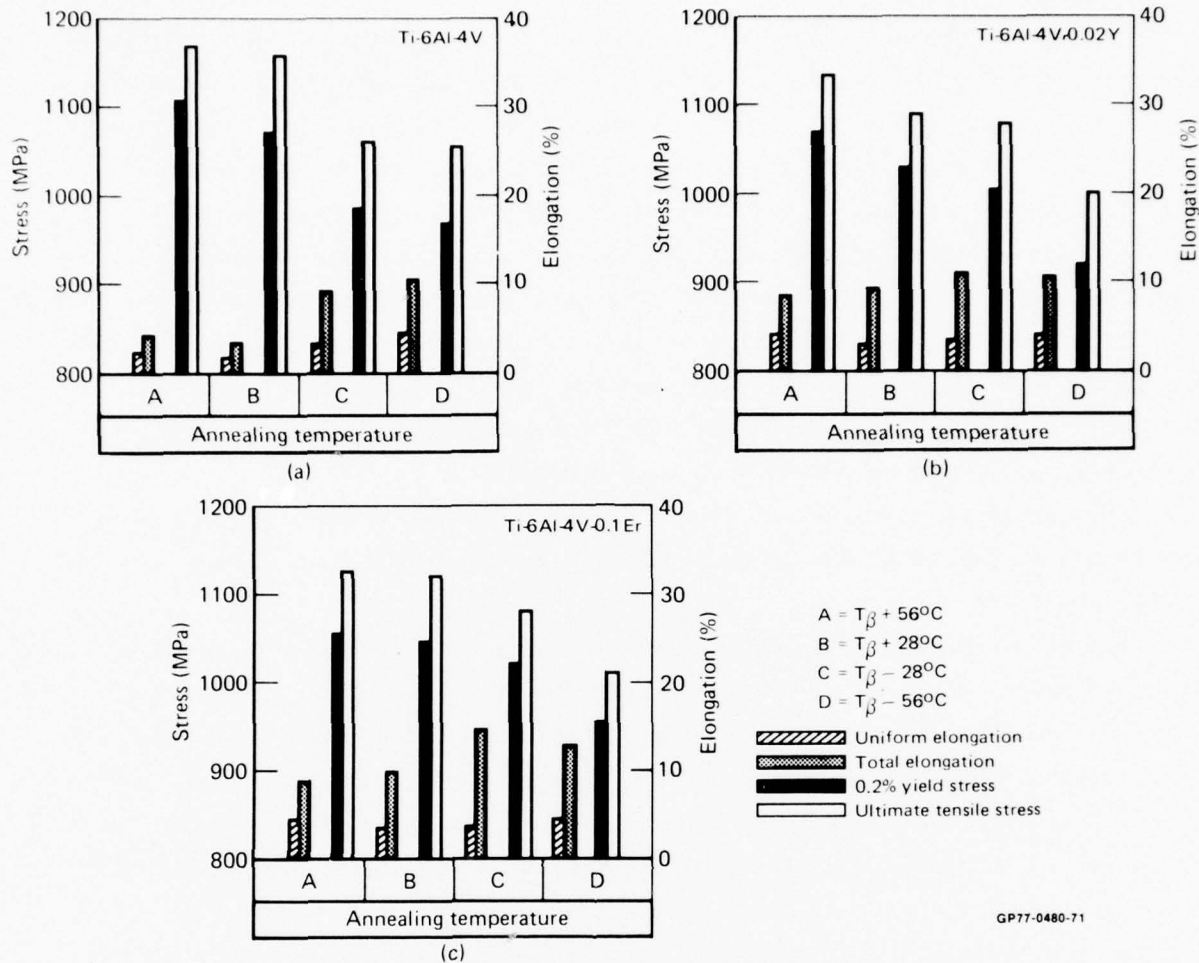 Ti-6Al-4V
Stress (MPa)
1200
1100
1000
900
800
40
30
20
10
0
Elongation (%)
A B C D
Annealing temperature
(a)
Ti-6Al-4V-0.02Y
Stress (MPa)
1200
1100
1000
900
800
40
30
20
10
0
Elongation (%)
A B C D
Annealing temperature
(b)
Ti-6Al-4V-0.1Er
Stress (MPa)
1200
1100
1000
900
800
40
30
20
10
0
Elongation (%)
A B C D
Annealing temperature
(c)
A = Tβ + 56°C
B = Tβ + 28°C
C = Tβ − 28°C
D = Tβ − 56°C
Uniform elongation
Total elongation
0.2% yield stress
Ultimate tensile stress
GP77-0480-71